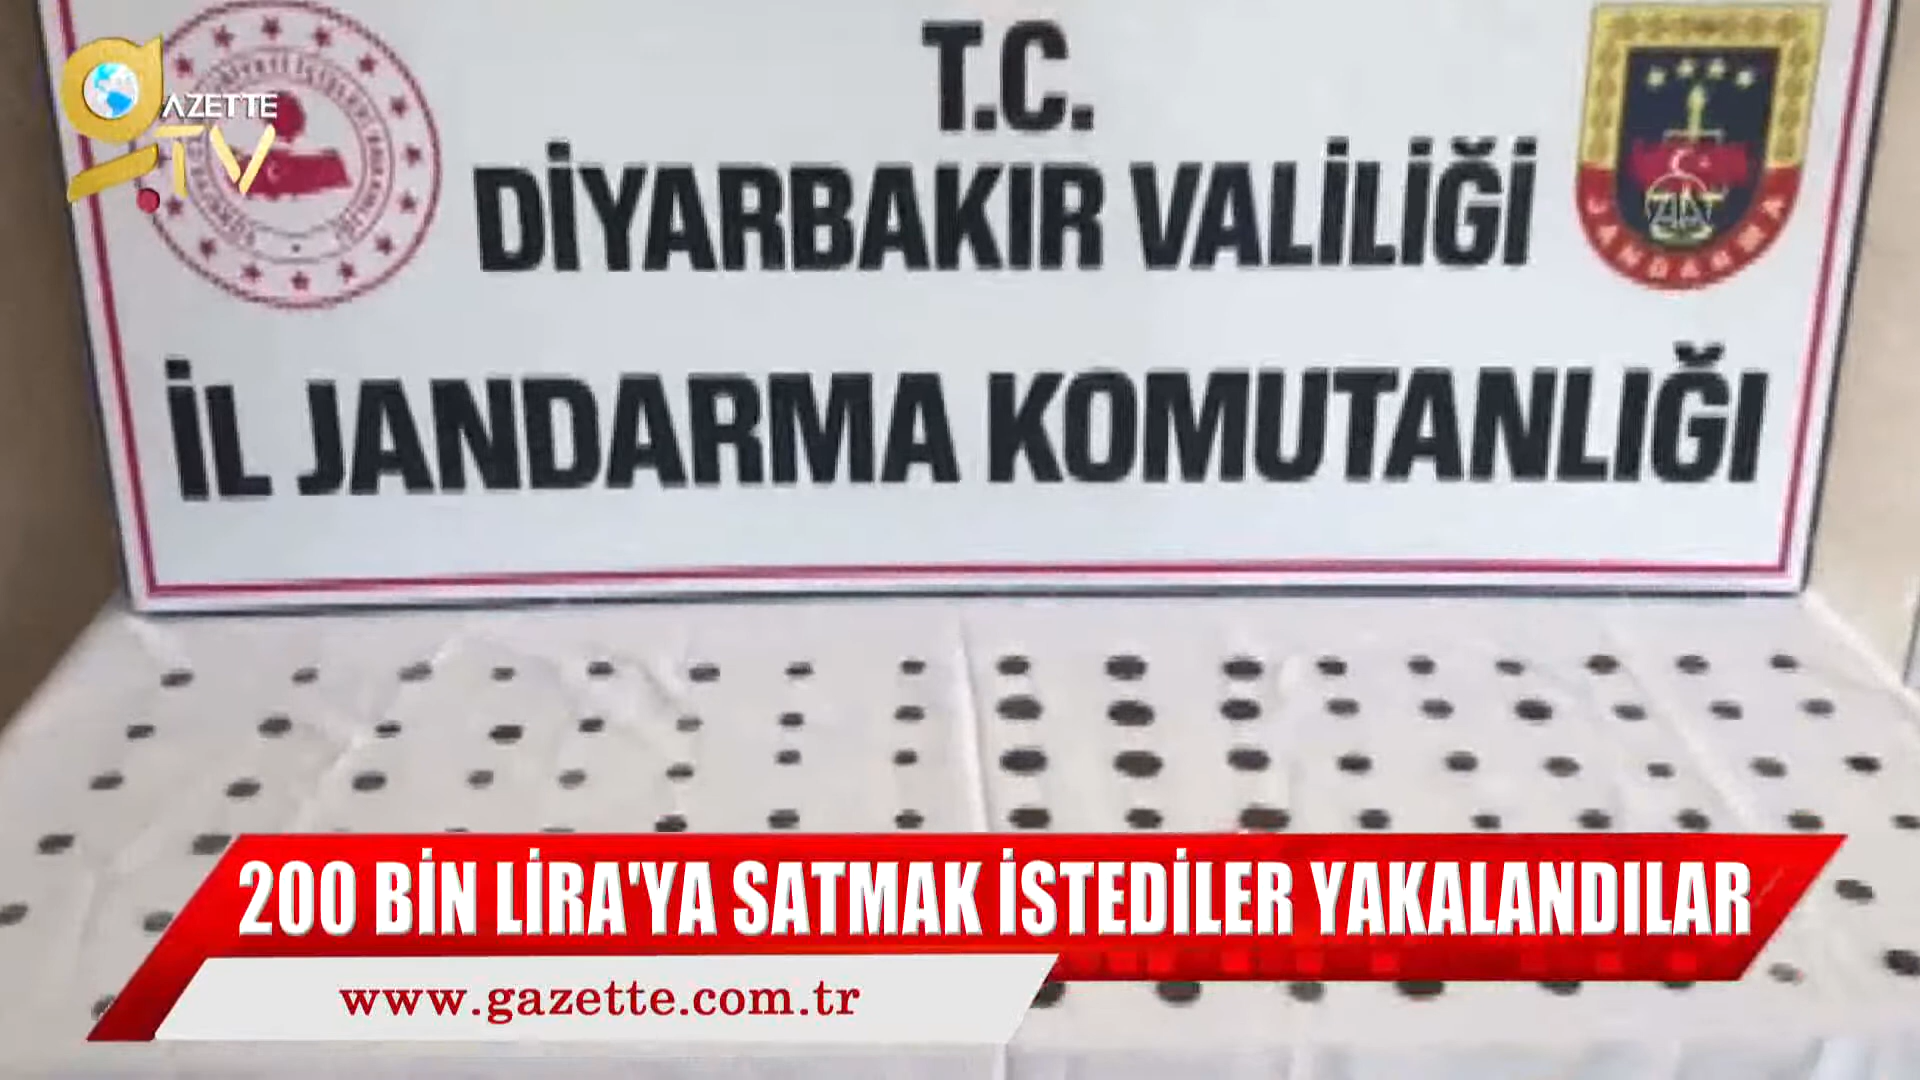 GAZETTE
TV
T.C.
DİYARBAKIR VALİLİĞİ
JANDARMA
İL JANDARMA KOMUTANLIĞI
200 BİN LİRA'YA SATMAK İSTEDİLER YAKALANDILAR
www.gazette.com.tr